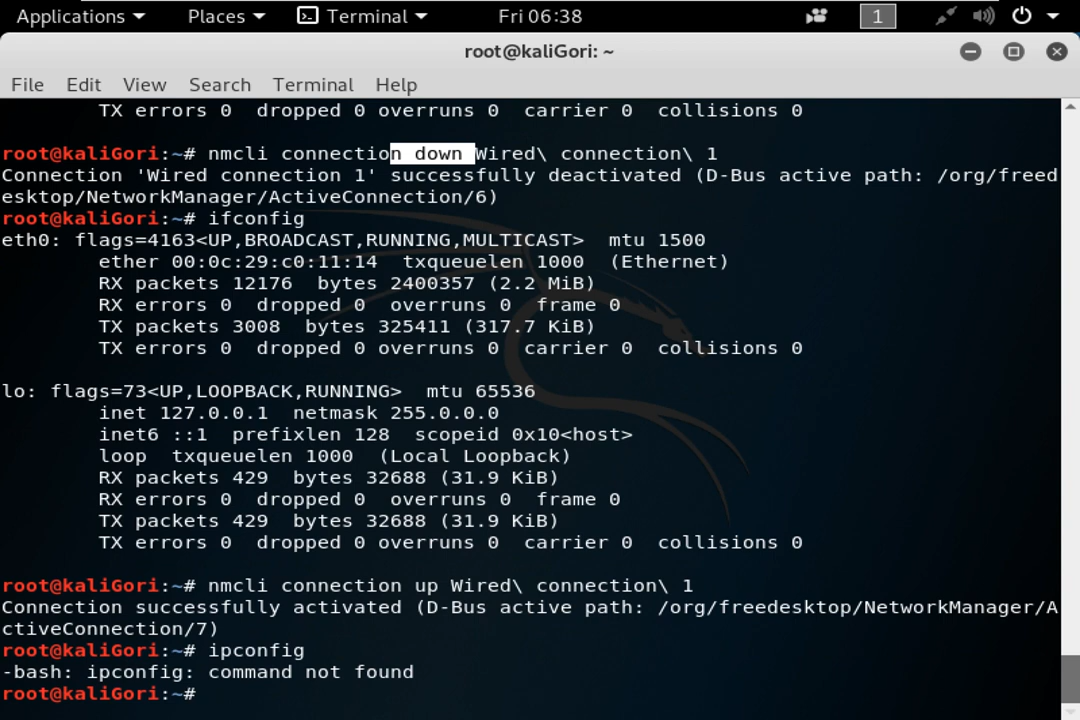 Applications Places Terminal Fri 06:38 1
root@kaliGori: ~
File Edit View Search Terminal Help
TX errors 0  dropped 0 overruns 0  carrier 0  collisions 0
root@kaliGori:~# nmcli connection down Wired\ connection\ 1
Connection 'Wired connection 1' successfully deactivated (D-Bus active path: /org/freed
esktop/NetworkManager/ActiveConnection/6)
root@kaliGori:~# ifconfig
eth0: flags=4163<UP,BROADCAST,RUNNING,MULTICAST>  mtu 1500
ether 00:0c:29:c0:11:14  txqueuelen 1000  (Ethernet)
RX packets 12176  bytes 2400357 (2.2 MiB)
RX errors 0  dropped 0  overruns 0  frame 0
TX packets 3008  bytes 325411 (317.7 KiB)
TX errors 0  dropped 0 overruns 0  carrier 0  collisions 0
lo: flags=73<UP,LOOPBACK,RUNNING>  mtu 65536
inet 127.0.0.1  netmask 255.0.0.0
inet6 ::1  prefixlen 128  scopeid 0x10<host>
loop  txqueuelen 1000  (Local Loopback)
RX packets 429  bytes 32688 (31.9 KiB)
RX errors 0  dropped 0  overruns 0  frame 0
TX packets 429  bytes 32688 (31.9 KiB)
TX errors 0  dropped 0 overruns 0  carrier 0  collisions 0
root@kaliGori:~# nmcli connection up Wired\ connection\ 1
Connection successfully activated (D-Bus active path: /org/freedesktop/NetworkManager/A
ctiveConnection/7)
root@kaliGori:~# ipconfig
-bash: ipconfig: command not found
root@kaliGori:~#